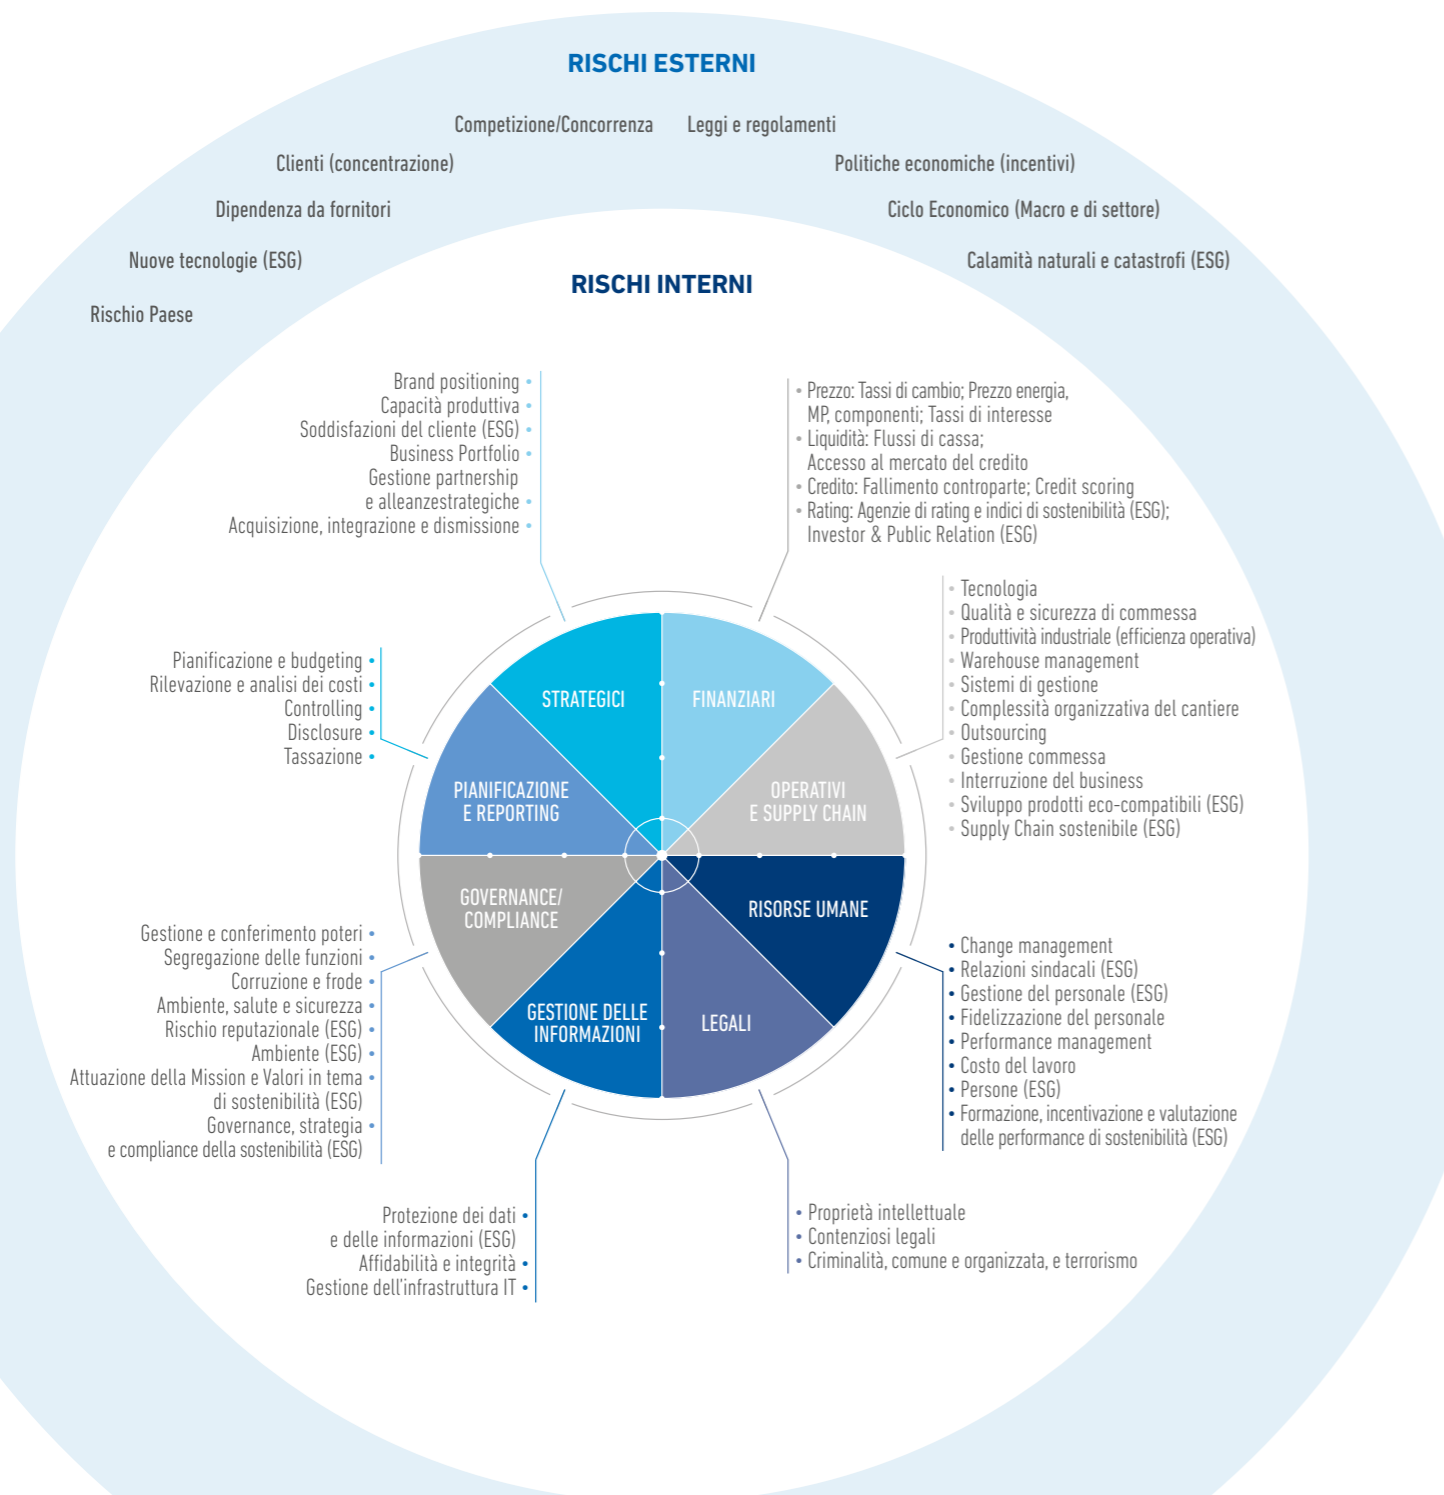 RISCHI ESTERNI
Competizione/Concorrenza
Leggi e regolamenti
Clienti (concentrazione)
Politiche economiche (incentivi)
Dipendenza da fornitori
Ciclo Economico (Macro e di settore)
Nuove tecnologie (ESG)
Calamità naturali e catastrofi (ESG)
Rischio Paese
RISCHI INTERNI
Brand positioning •
Capacità produttiva •
Soddisfazioni del cliente (ESG) •
Business Portfolio •
Gestione partnership
e alleanzestrategiche •
Acquisizione, integrazione e dismissione •
• Prezzo: Tassi di cambio; Prezzo energia,
MP, componenti; Tassi di interesse
• Liquidità: Flussi di cassa;
Accesso al mercato del credito
• Credito: Fallimento controparte; Credit scoring
• Rating: Agenzie di rating e indici di sostenibilità (ESG);
Investor & Public Relation (ESG)
• Tecnologia
• Qualità e sicurezza di commessa
• Produttività industriale (efficienza operativa)
• Warehouse management
• Sistemi di gestione
• Complessità organizzativa del cantiere
• Outsourcing
• Gestione commessa
• Interruzione del business
• Sviluppo prodotti eco-compatibili (ESG)
• Supply Chain sostenibile (ESG)
Pianificazione e budgeting •
Rilevazione e analisi dei costi •
Controlling •
Disclosure •
Tassazione •
STRATEGICI
FINANZIARI
PIANIFICAZIONE
E REPORTING
OPERATIVI
E SUPPLY CHAIN
GOVERNANCE/
COMPLIANCE
RISORSE UMANE
GESTIONE DELLE
INFORMAZIONI
LEGALI
Gestione e conferimento poteri •
Segregazione delle funzioni •
Corruzione e frode •
Ambiente, salute e sicurezza •
Rischio reputazionale (ESG) •
Ambiente (ESG) •
Attuazione della Mission e Valori in tema •
di sostenibilità (ESG)
Governance, strategia •
e compliance della sostenibilità (ESG)
• Change management
• Relazioni sindacali (ESG)
• Gestione del personale (ESG)
• Fidelizzazione del personale
• Performance management
• Costo del lavoro
• Persone (ESG)
• Formazione, incentivazione e valutazione
delle performance di sostenibilità (ESG)
Protezione dei dati •
e delle informazioni (ESG)
Affidabilità e integrità •
Gestione dell'infrastruttura IT •
• Proprietà intellettuale
• Contenziosi legali
• Criminalità, comune e organizzata, e terrorismo